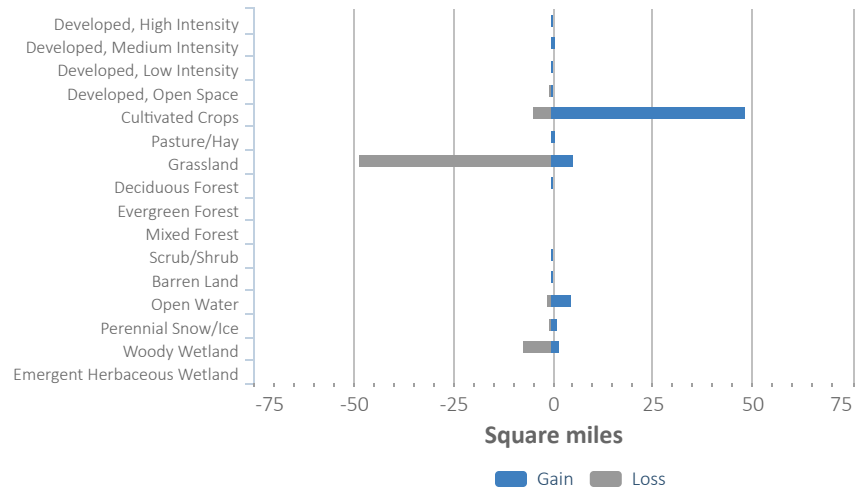 Developed, High Intensity
Developed, Medium Intensity
Developed, Low Intensity
Developed, Open Space
Cultivated Crops
Pasture/Hay
Grassland
Deciduous Forest
Evergreen Forest
Mixed Forest
Scrub/Shrub
Barren Land
Open Water
Perennial Snow/Ice
Woody Wetland
Emergent Herbaceous Wetland
-75 -50 -25 0 25 50 75
Square miles
Gain Loss